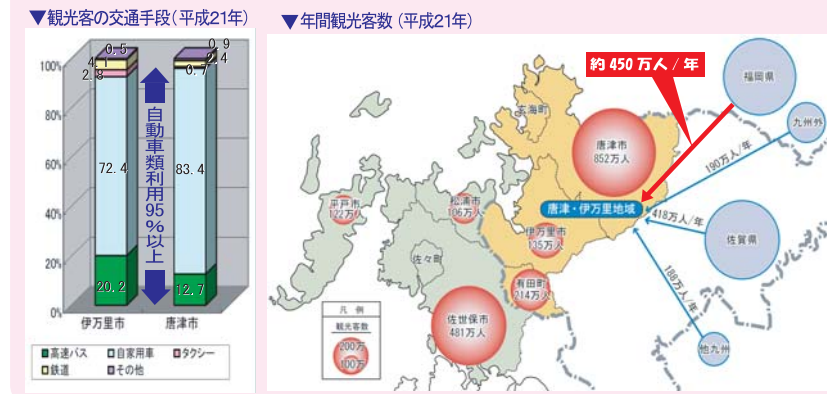 ▼観光客の交通手段(平成21年)
100%
80%
60%
40%
20%
0%
0.5
4.1
2.8
72.4
20.2
0.9
2.4
0.7
83.4
12.7
自動車類利用95%以上
伊万里市
唐津市
■高速バス
□自家用車
■タクシー
□鉄道
■その他
▼年間観光客数(平成21年)
約450万人/年
福岡県
九州外
190万人/年
玄海町
唐津市
852万人
唐津・伊万里地域
418万人/年
佐賀県
188万人/年
他九州
平戸市
122万人
松浦市
106万人
伊万里市
135万人
佐々町
有田町
214万人
佐世保市
481万人
凡 例
観光客数
200万
100万